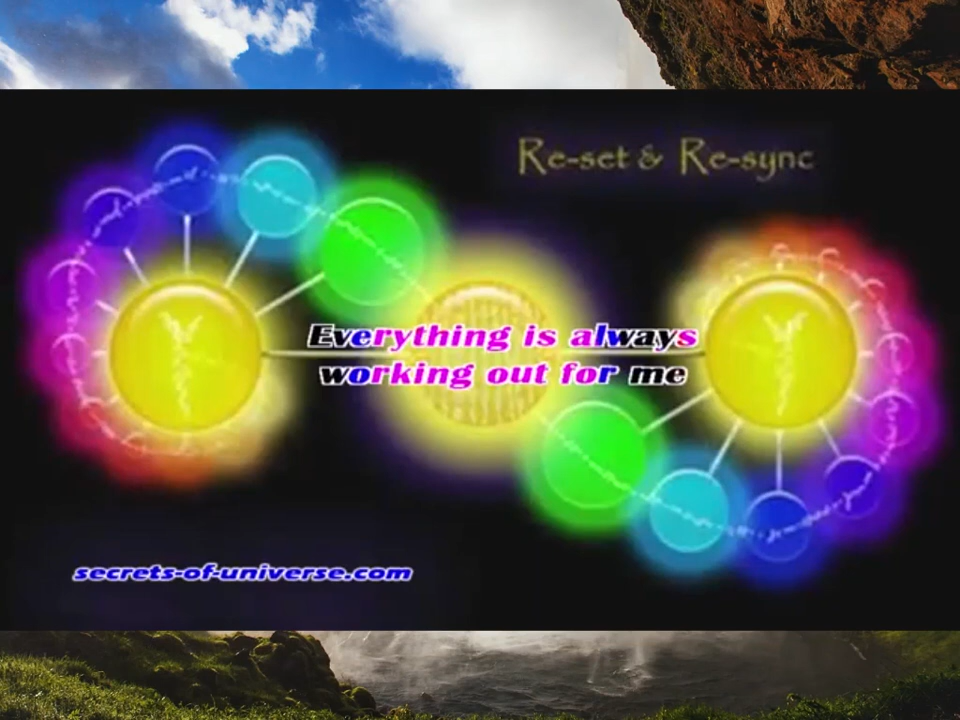 Re-set & Re-sync
Everything is always
working out for me
secrets-of-universe.com